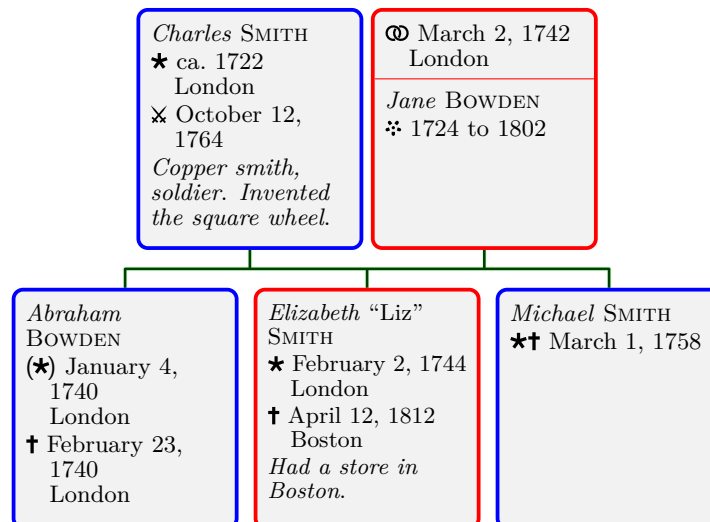 Charles SMITH
* ca. 1722
London
⚔ October 12,
1764
Copper smith,
soldier. Invented
the square wheel.
⚭ March 2, 1742
London
Jane BOWDEN
⁘ 1724 to 1802
Abraham
BOWDEN
(*) January 4,
1740
London
† February 23,
1740
London
Elizabeth “Liz”
SMITH
* February 2, 1744
London
† April 12, 1812
Boston
Had a store in
Boston.
Michael SMITH
*† March 1, 1758